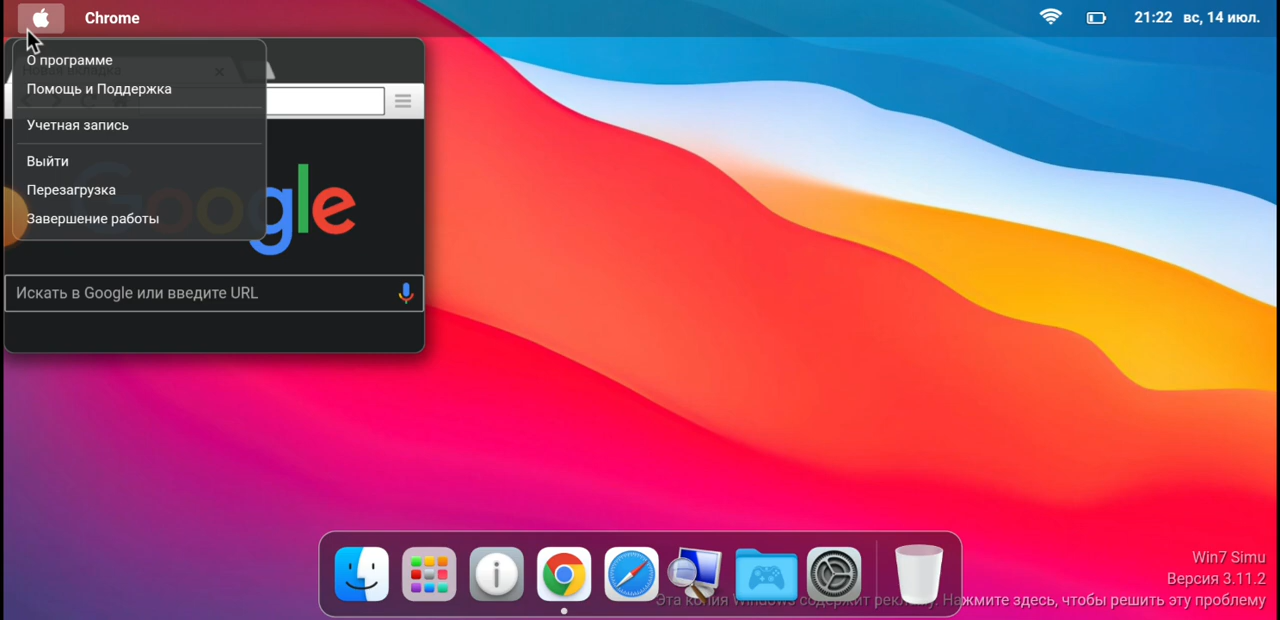 Chrome
21:22 вс, 14 июл.
О программе
Новая вкладка
Помощь и Поддержка
Учетная запись
Выйти
Перезагрузка
Завершение работы
Google
Искать в Google или введите URL
Win7 Simu
Версия 3.11.2
Эта копия Windows содержит рекламу. Нажмите здесь, чтобы решить эту проблему